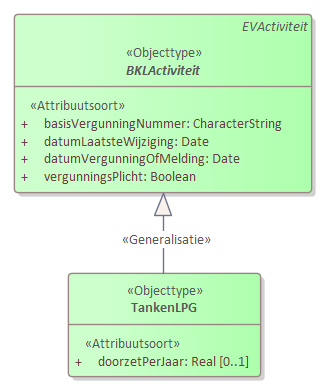 EVActiviteit
«Objecttype»
BKLActiviteit
«Attribuutsoort»
+ basisVergunningNummer: CharacterString
+ datumLaatsteWijziging: Date
+ datumVergunningOfMelding: Date
+ vergunningsPlicht: Boolean
«Generalisatie»
«Objecttype»
TankenLPG
«Attribuutsoort»
+ doorzetPerJaar: Real [0..1]